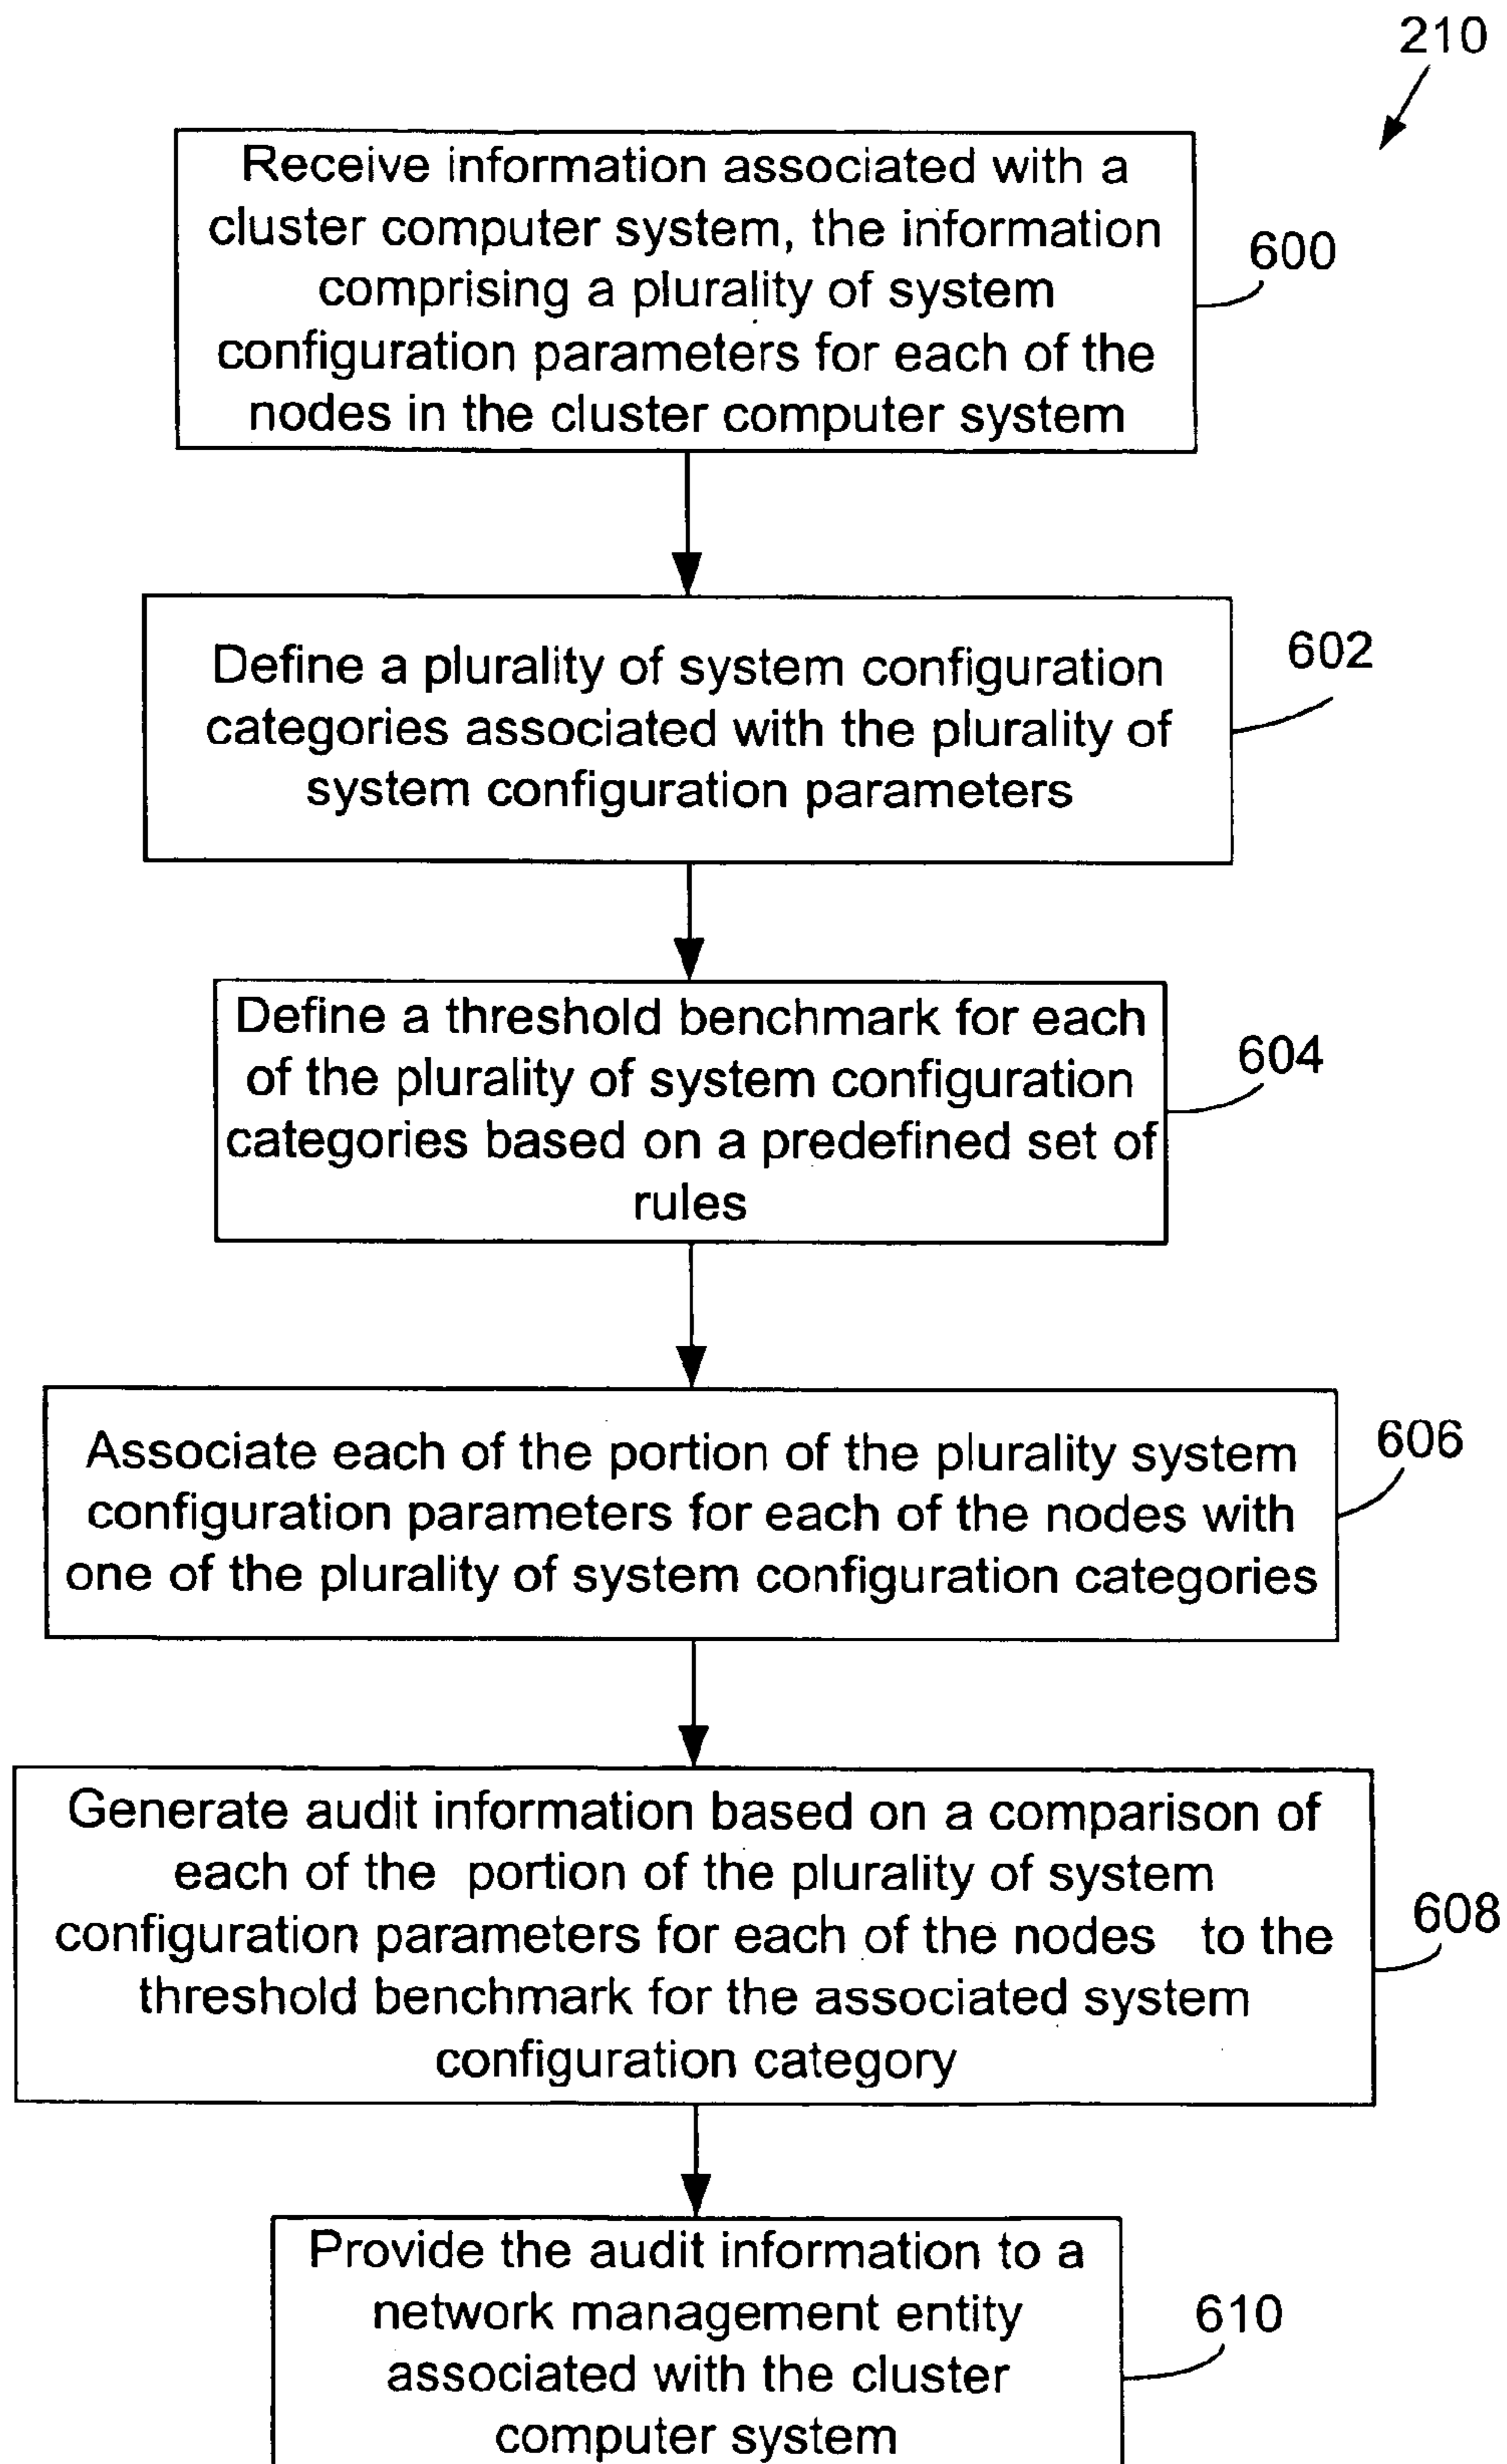 210
Receive information associated with a
cluster computer system, the information
comprising a plurality of system
configuration parameters for each of the
nodes in the cluster computer system
600
Define a plurality of system configuration
categories associated with the plurality of
system configuration parameters
602
Define a threshold benchmark for each
of the plurality of system configuration
categories based on a predefined set of
rules
604
Associate each of the portion of the plurality system
configuration parameters for each of the nodes with
one of the plurality of system configuration categories
606
Generate audit information based on a comparison of
each of the portion of the plurality of system
configuration parameters for each of the nodes to the
threshold benchmark for the associated system
configuration category
608
Provide the audit information to a
network management entity
associated with the cluster
computer system
610